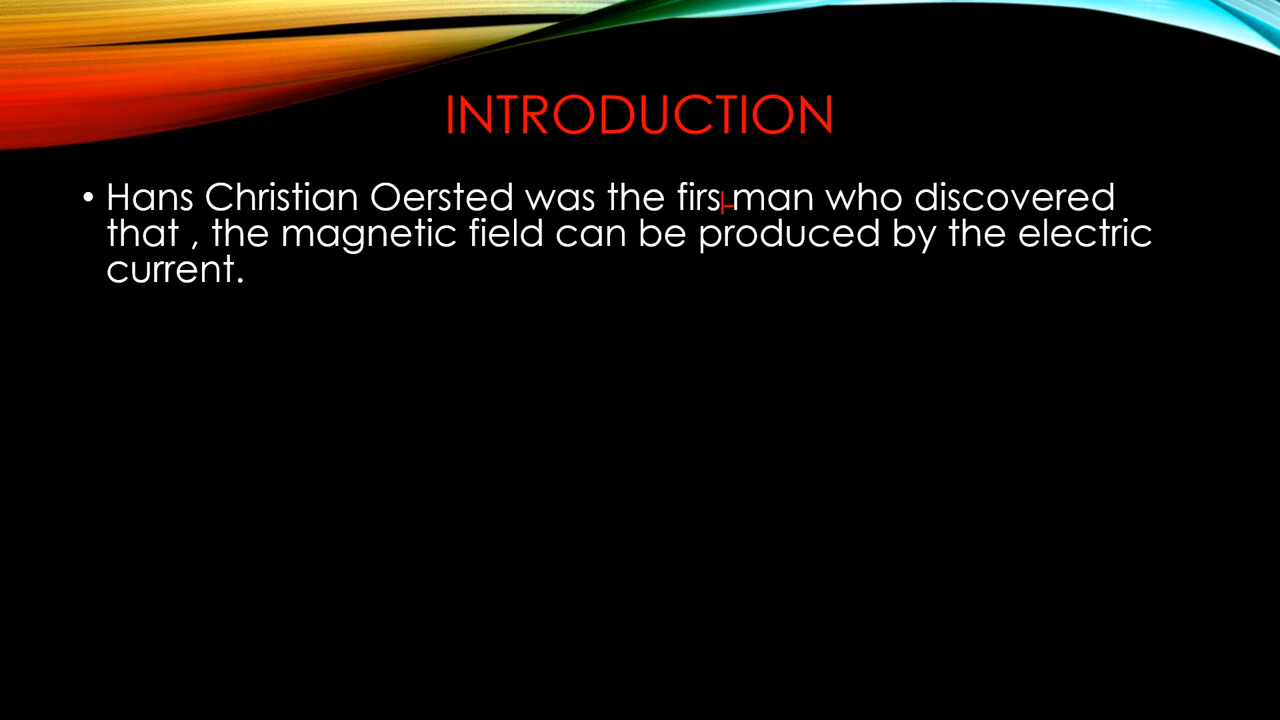 INTRODUCTION
• Hans Christian Oersted was the firs man who discovered
that , the magnetic field can be produced by the electric
current.